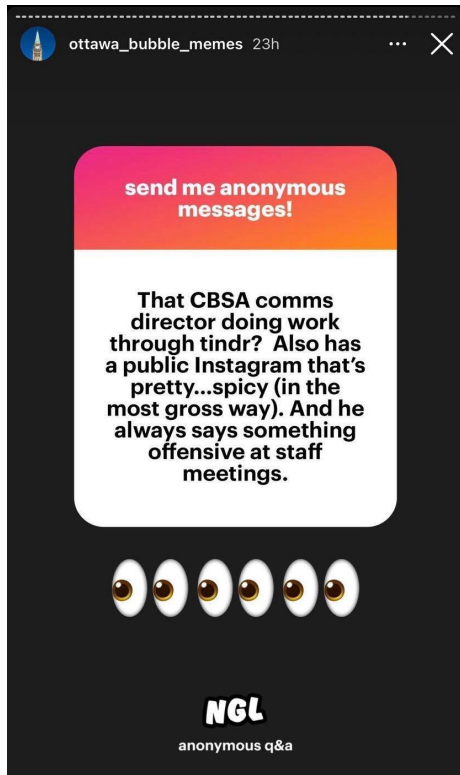 ottawa_bubble_memes 23h
send me anonymous
messages!
That CBSA comms
director doing work
through tindr? Also has
a public Instagram that's
pretty...spicy (in the
most gross way). And he
always says something
offensive at staff
meetings.
NGL
anonymous q&a